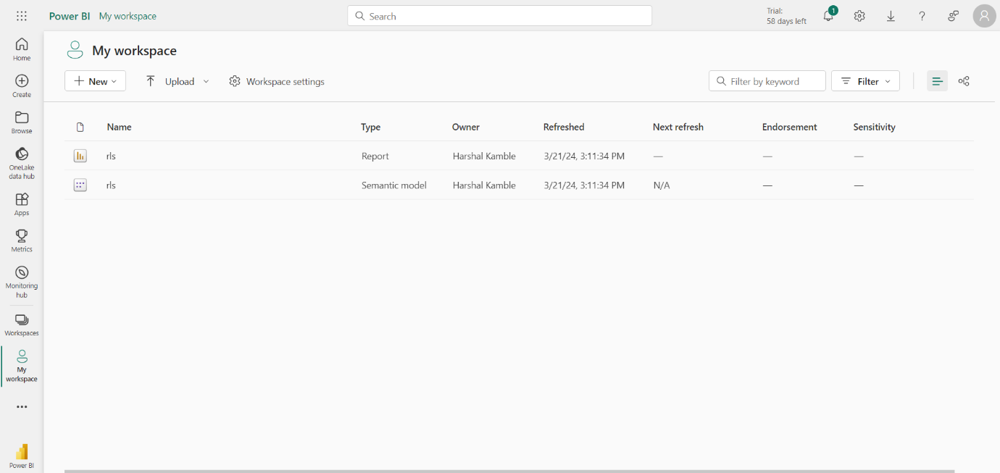 Power BI My workspace
Search
Trial:
58 days left
1
Home
Create
Browse
OneLake
data hub
Apps
Metrics
Monitoring
hub
Workspaces
My
workspace
Power BI
My workspace
New
Upload
Workspace settings
Filter by keyword
Filter
Name Type Owner Refreshed Next refresh Endorsement Sensitivity
rls Report Harshal Kamble 3/21/24, 3:11:34 PM — — —
rls Semantic model Harshal Kamble 3/21/24, 3:11:34 PM N/A — —